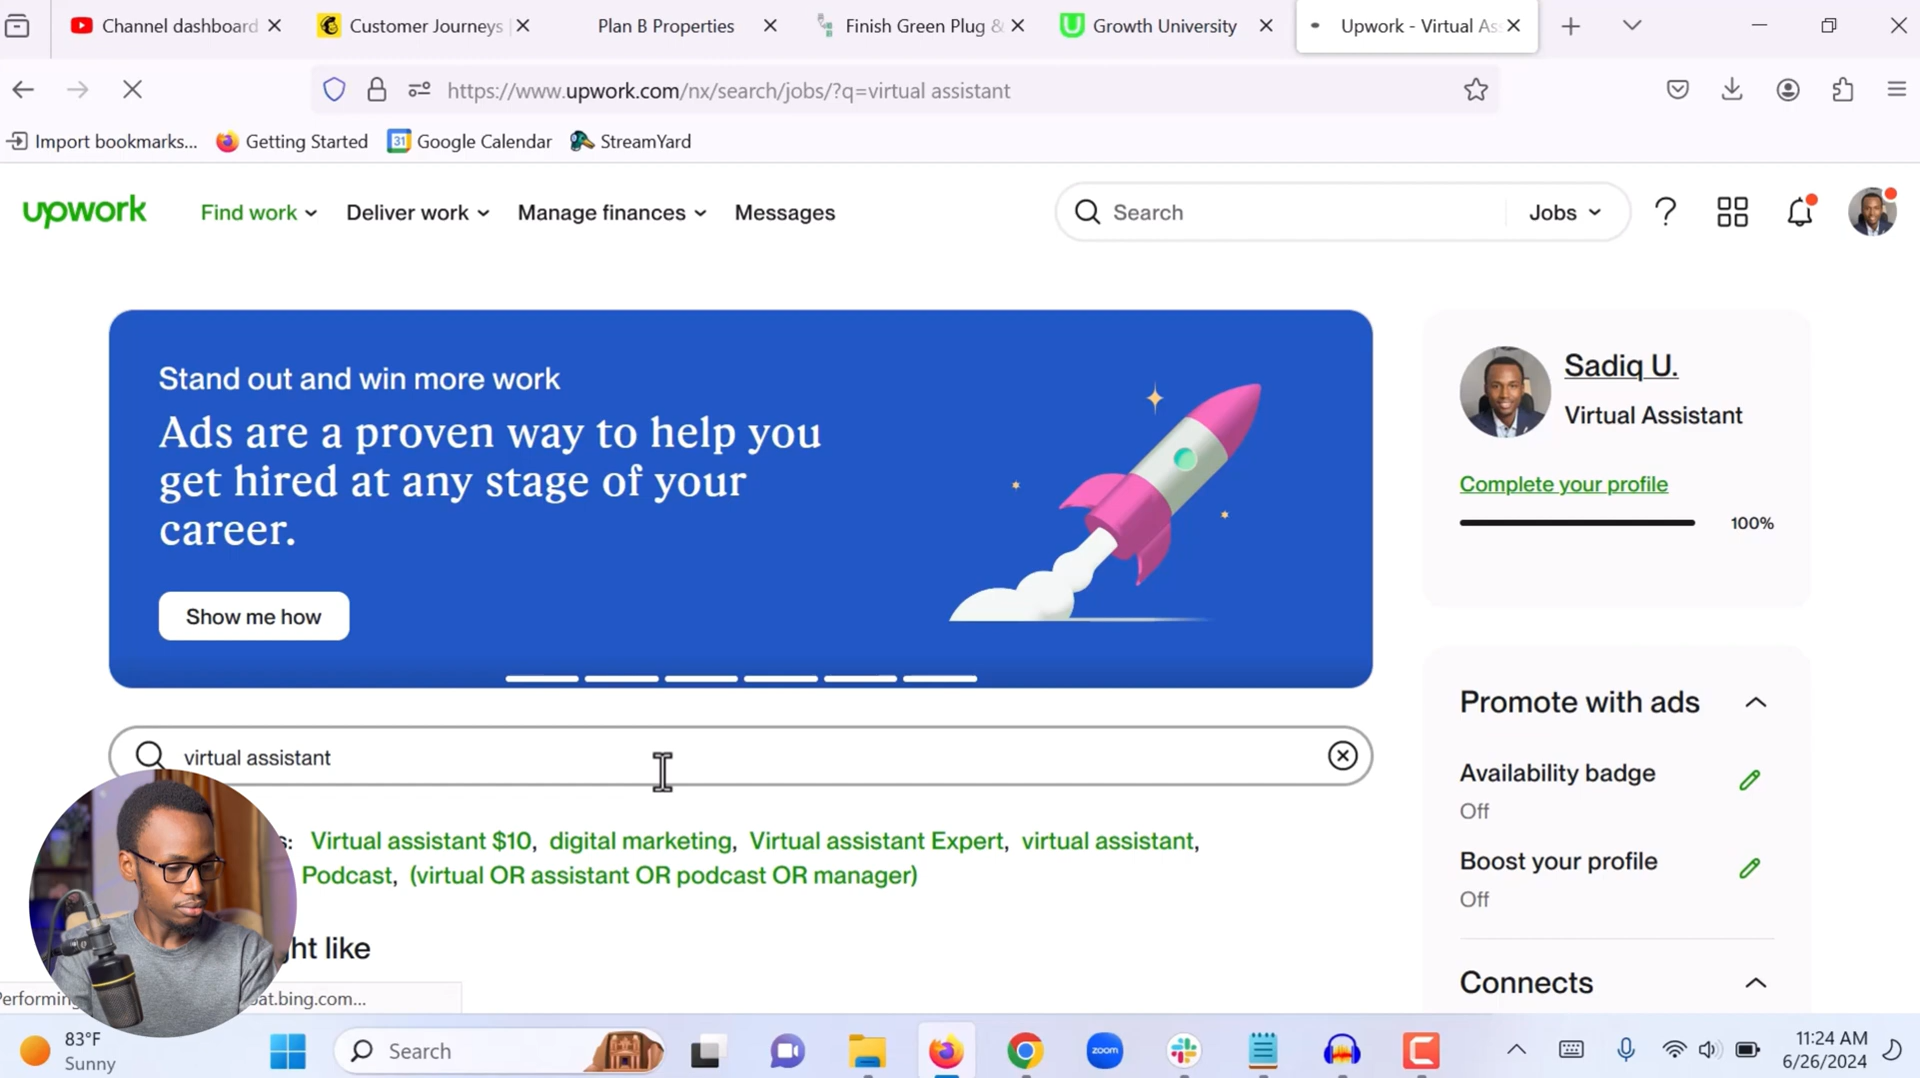 Channel dashboard
Customer Journeys
Plan B Properties
Finish Green Plug &
Growth University
Upwork - Virtual As
https://www.upwork.com/nx/search/jobs/?q=virtual assistant
Import bookmarks...
Getting Started
31
Google Calendar
StreamYard
upwork
Find work
Deliver work
Manage finances
Messages
Search
Jobs
?
Stand out and win more work
Ads are a proven way to help you
get hired at any stage of your
career.
Show me how
Sadiq U.
Virtual Assistant
Complete your profile
100%
virtual assistant
s: Virtual assistant $10, digital marketing, Virtual assistant Expert, virtual assistant,
Podcast, (virtual OR assistant OR podcast OR manager)
ght like
Promote with ads
Availability badge
Off
Boost your profile
Off
Connects
Performing
bat.bing.com...
83°F
Sunny
Search
zoom
11:24 AM
6/26/2024